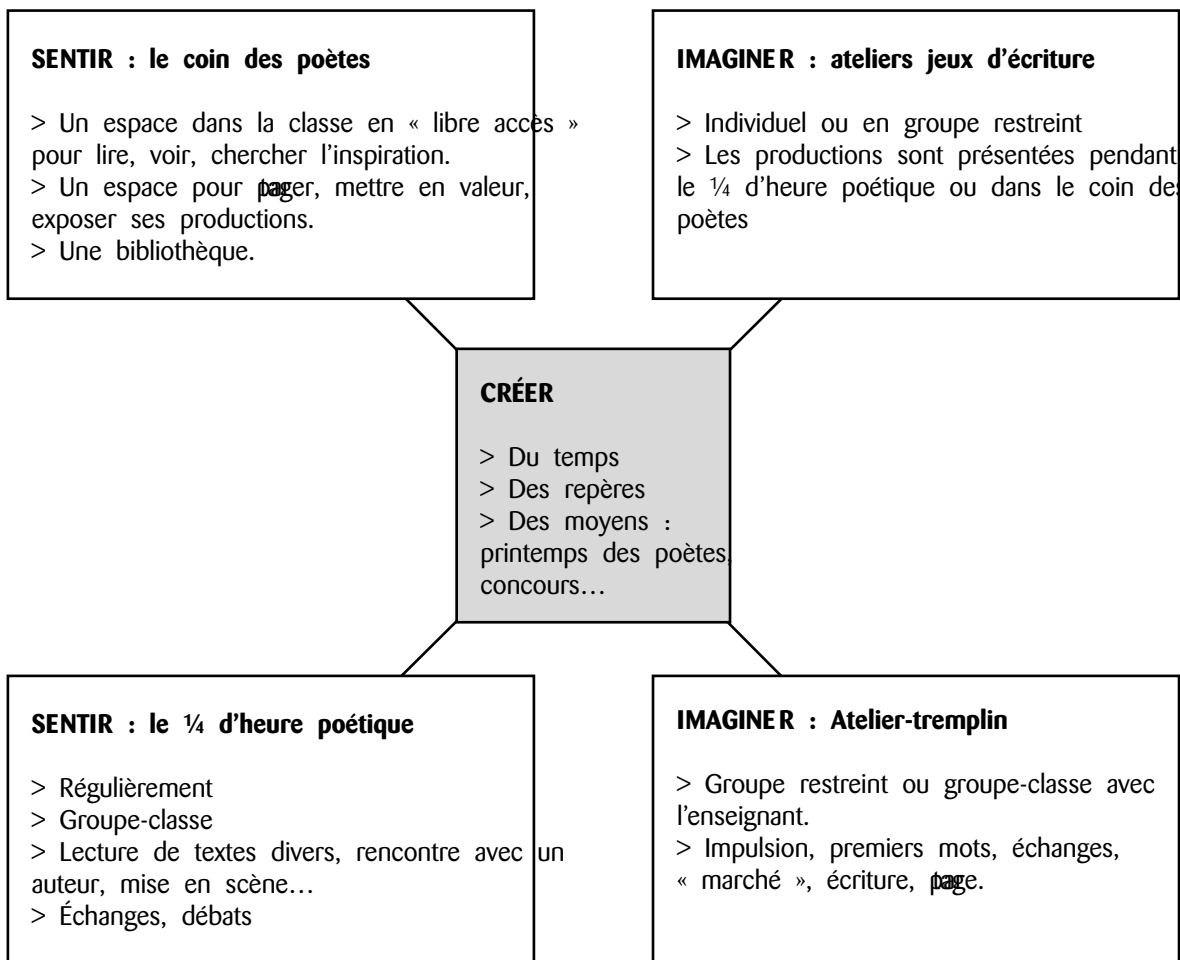 SENTIR : le coin des poètes
> Un espace dans la classe en « libre accès »
pour lire, voir, chercher l'inspiration.
> Un espace pour partager, mettre en valeur,
exposer ses productions.
> Une bibliothèque.
IMAGINER : ateliers jeux d'écriture
> Individuel ou en groupe restreint
> Les productions sont présentées pendant
le ¼ d'heure poétique ou dans le coin des
poètes
CRÉER
> Du temps
> Des repères
> Des moyens :
printemps des poètes,
concours…
SENTIR : le ¼ d'heure poétique
> Régulièrement
> Groupe-classe
> Lecture de textes divers, rencontre avec un
auteur, mise en scène…
> Échanges, débats
IMAGINER : Atelier-tremplin
> Groupe restreint ou groupe-classe avec
l'enseignant.
> Impulsion, premiers mots, échanges,
« marché », écriture, partage.